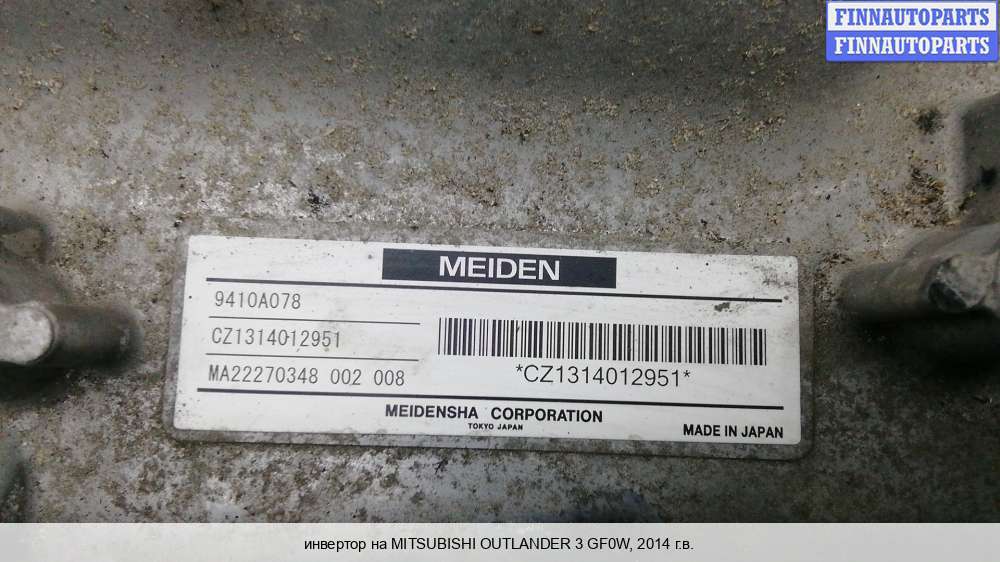 FINNAUTOPARTS
FINNAUTOPARTS
MEIDEN
9410A078
CZ1314012951
MA22270348 002 008
*CZ1314012951*
MEIDENSHA CORPORATION
TOKYO JAPAN
MADE IN JAPAN
инвертор на MITSUBISHI OUTLANDER 3 GF0W, 2014 г.в.